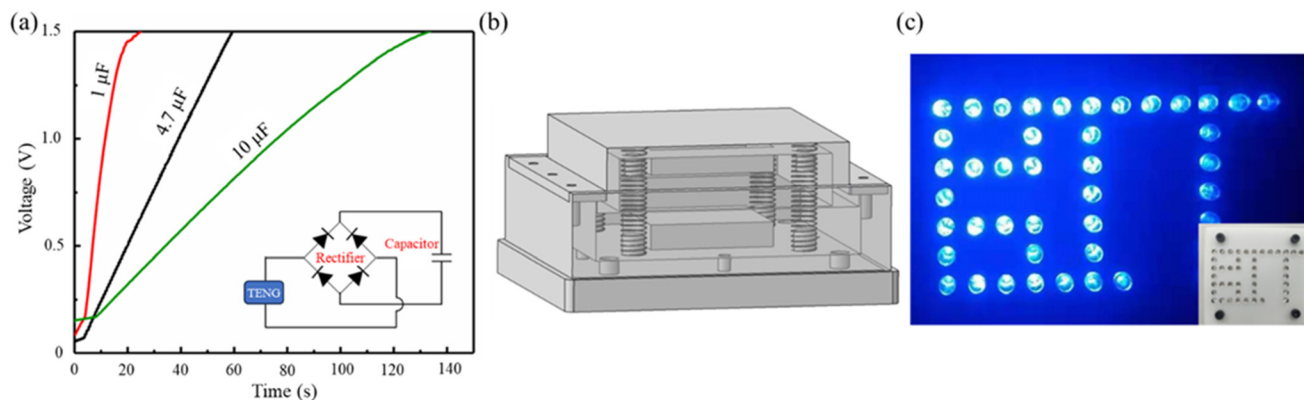 (a)
1.5
1.0
0.5
0
Voltage (V)
1 μF
4.7 μF
10 μF
Rectifier
Capacitor
TENG
0 20 40 60 80 100 120 140
Time (s)
(b)
(c)